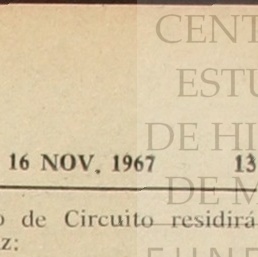 CENT
ESTU
DE HI
16 NOV. 1967 13
DE M
de Circuito residirá
z:
FUND